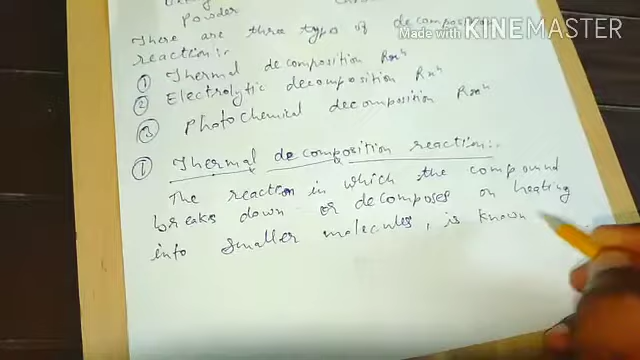 powder
There are three types of decomposition
reaction:-
① Thermal decomposition Rxn
② Electrolytic decomposition Rxn
③ Photochemical decomposition Rxn
① Thermal decomposition reaction:-
The reaction in which the compound
breaks down or decomposes on heating
into smaller molecules, is known
Made with KINEMASTER